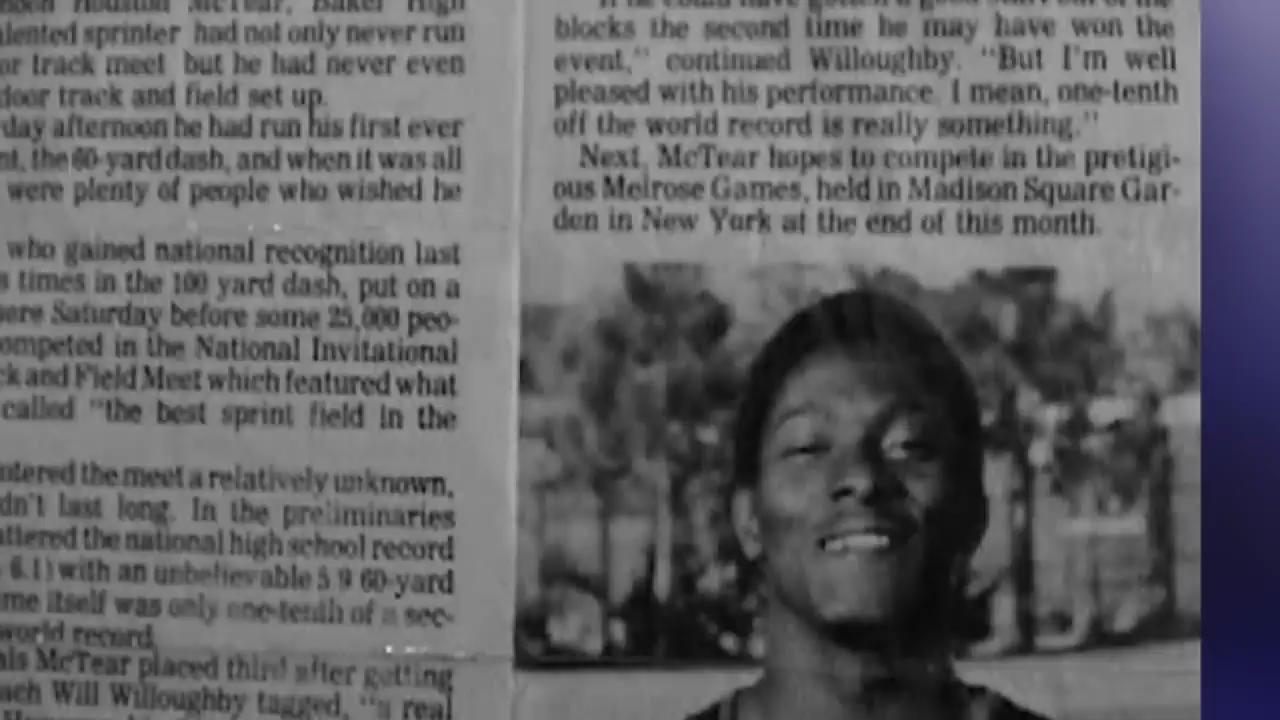 Houston McTear, Baker High
alented sprinter had not only never run
or track meet but he had never even
door track and field set up.
day afternoon he had run his first ever
nt, the 60-yard dash, and when it was all
were plenty of people who wished he
who gained national recognition last
s times in the 100 yard dash, put on a
ere Saturday before some 25,000 peo-
ompeted in the National Invitational
ck and Field Meet which featured what
called "the best sprint field in the
ntered the meet a relatively unknown,
dn't last long. In the preliminaries
attered the national high school record
6.1) with an unbelievable 5.9 60-yard
me itself was only one-tenth of a sec-
world record.
als McTear placed third after getting
ach Will Willoughby tagged, "a real
blocks the second time he may have won the
event," continued Willoughby. "But I'm well
pleased with his performance. I mean, one-tenth
off the world record is really something."
Next, McTear hopes to compete in the pretigi-
ous Melrose Games, held in Madison Square Gar-
den in New York at the end of this month.